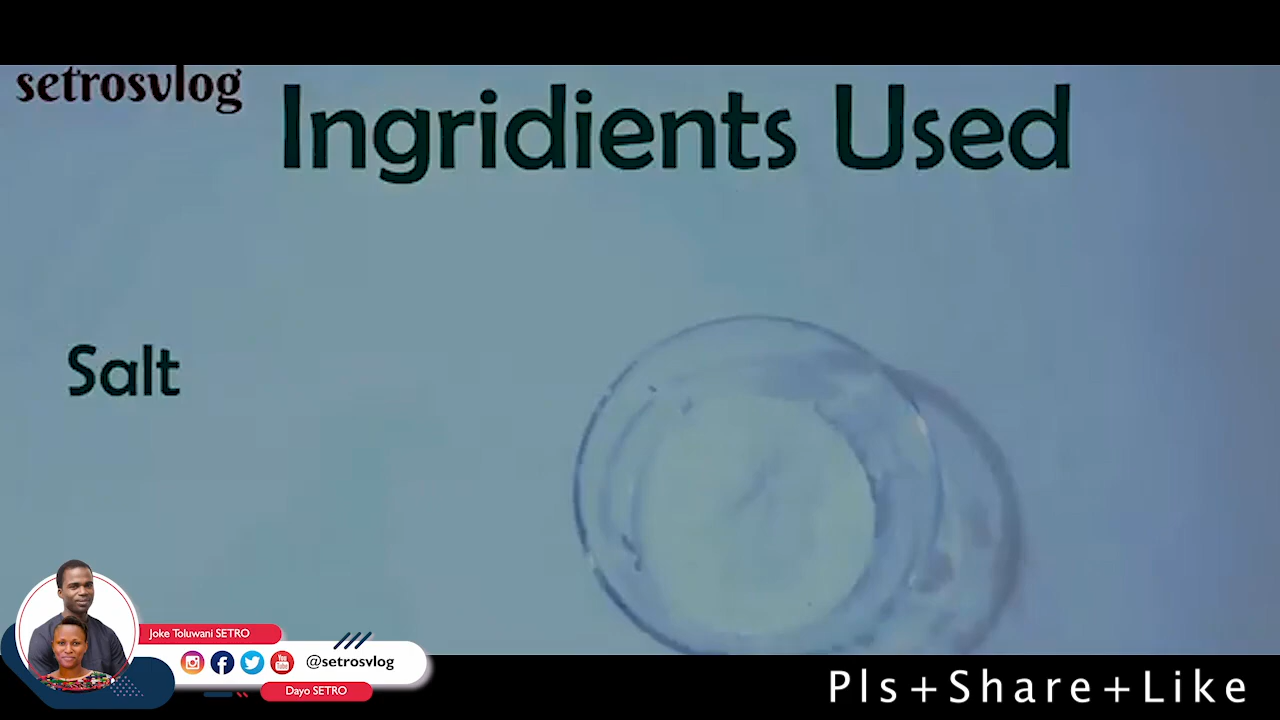 setrosvlog
Ingridients Used
Salt
Joke Toluwani SETRO
@setrosvlog
Dayo SETRO
Pls+Share+Like